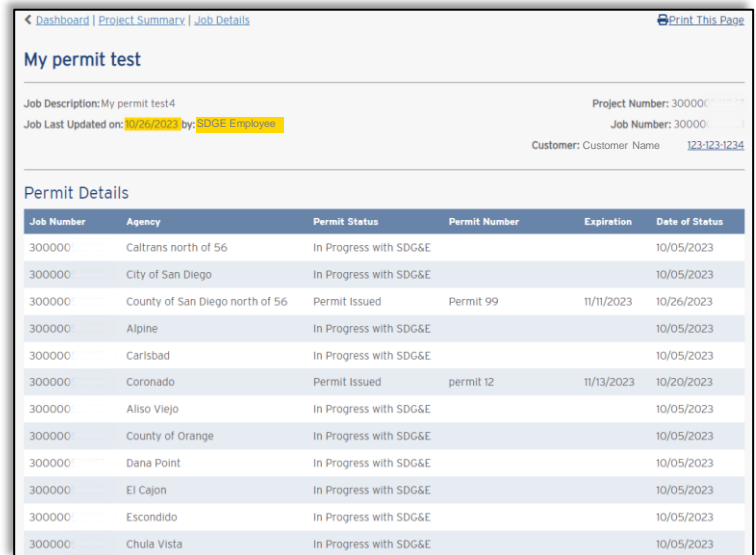 Dashboard | Project Summary | Job Details Print This Page
My permit test
Job Description: My permit test4 Project Number: 300000
Job Last Updated on: 10/26/2023 by: SDGE Employee Job Number: 30000
Customer: Customer Name 123-123-1234
Permit Details
Job Number Agency Permit Status Permit Number Expiration Date of Status
300000 Caltrans north of 56 In Progress with SDG&E 10/05/2023
300000 City of San Diego In Progress with SDG&E 10/05/2023
300000 County of San Diego north of 56 Permit Issued Permit 99 11/11/2023 10/26/2023
300000 Alpine In Progress with SDG&E 10/05/2023
300000 Carlsbad In Progress with SDG&E 10/05/2023
300000 Coronado Permit Issued permit 12 11/13/2023 10/20/2023
300000 Aliso Viejo In Progress with SDG&E 10/05/2023
300000 County of Orange In Progress with SDG&E 10/05/2023
300000 Dana Point In Progress with SDG&E 10/05/2023
300000 El Cajon In Progress with SDG&E 10/05/2023
300000 Escondido In Progress with SDG&E 10/05/2023
300000 Chula Vista In Progress with SDG&E 10/05/2023